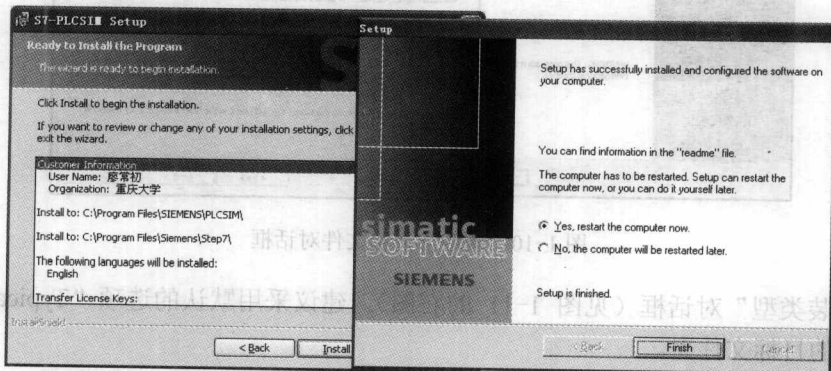 S7-PLCSIM Setup
Ready to Install the Program
The wizard is ready to begin installation.
Click Install to begin the installation.
If you want to review or change any of your installation settings, click
exit the wizard.
Customer Information
User Name: 廖常初
Organization: 重庆大学
Install to: C:\Program Files\SIEMENS\PLCSIM\
Install to: C:\Program Files\Siemens\Step7\
The following languages will be installed:
English
Transfer License Keys:
InstallShield
< Back
Install
Setup
simatic
SOFTWARE
SIEMENS
Setup has successfully installed and configured the software on
your computer.
You can find information in the "readme" file.
The computer has to be restarted. Setup can restart the
computer now, or you can do it yourself later.
Yes, restart the computer now.
No, the computer will be restarted later.
Setup is finished.
< Back
Finish
Cancel